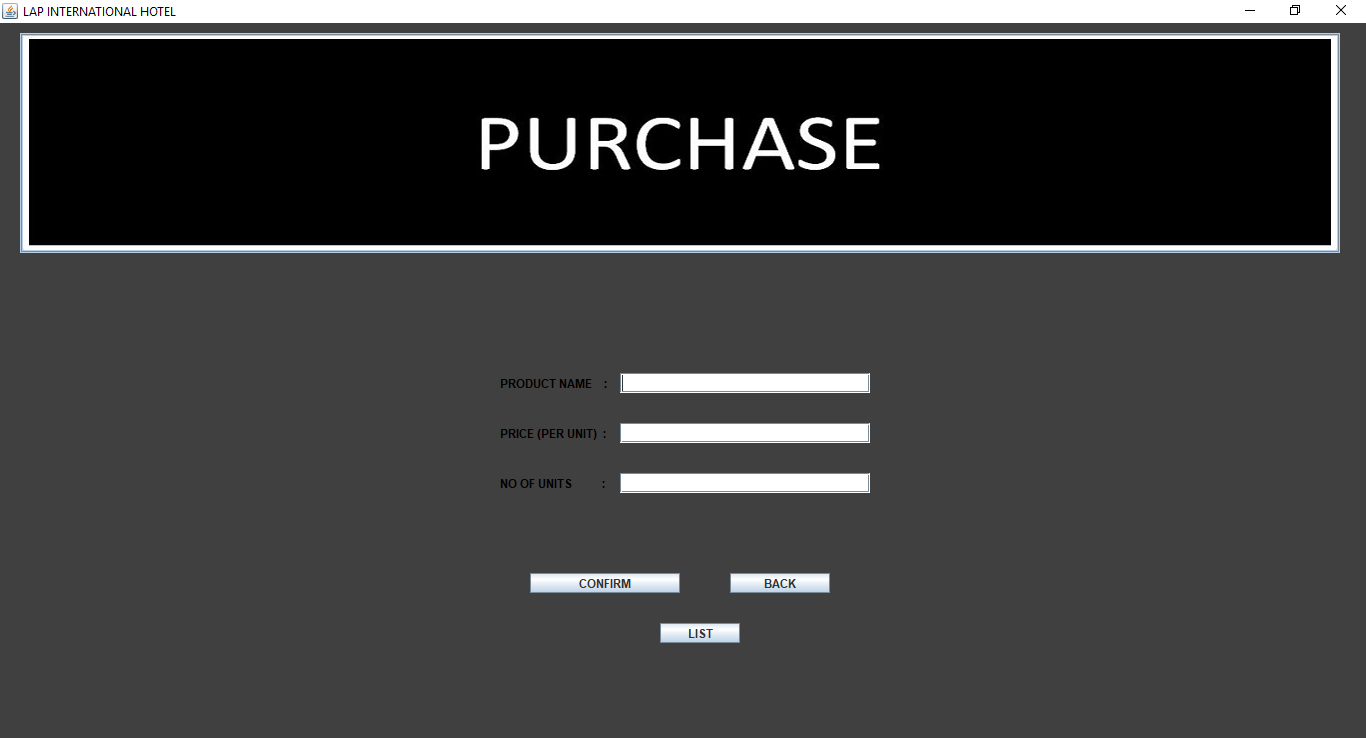 LAP INTERNATIONAL HOTEL
PURCHASE
PRODUCT NAME :
PRICE (PER UNIT) :
NO OF UNITS :
CONFIRM BACK
LIST